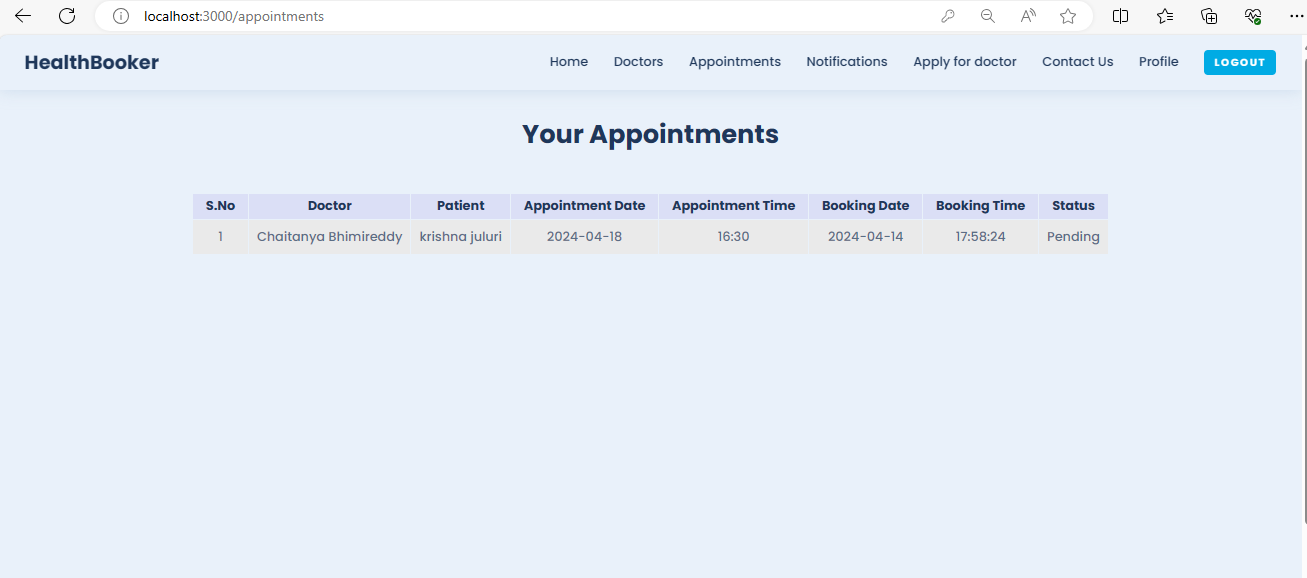 localhost:3000/appointments
HealthBooker Home Doctors Appointments Notifications Apply for doctor Contact Us Profile LOGOUT
Your Appointments
S.No Doctor Patient Appointment Date Appointment Time Booking Date Booking Time Status
1 Chaitanya Bhimireddy krishna juluri 2024-04-18 16:30 2024-04-14 17:58:24 Pending